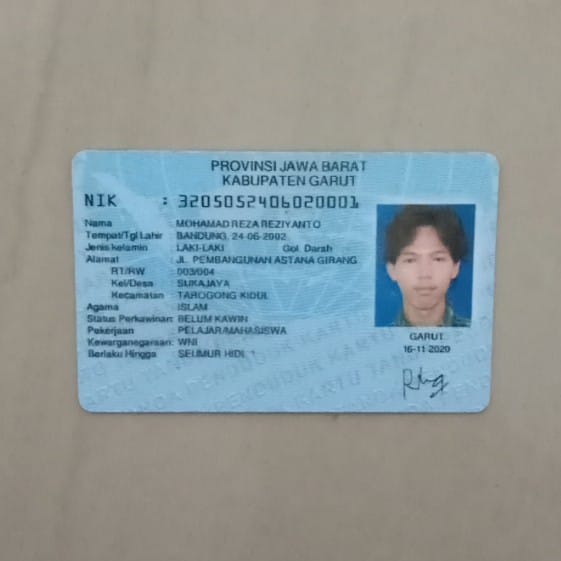 PROVINSI JAWA BARAT
KABUPATEN GARUT
NIK : 3205052406020001
Nama MOHAMAD REZA REZIYANTO
Tempat/Tgl Lahir BANDUNG, 24-06-2002
Jenis kelamin LAKI-LAKI Gol. Darah
Alamat JL. PEMBANGUNAN ASTANA GIRANG
RT/RW 003/004
Kel/Desa SUKAJAYA
Kecamatan TAROGONG KIDUL
Agama ISLAM
Status Perkawinan: BELUM KAWIN
Pekerjaan PELAJAR/MAHASISWA
Kewarganegaraan: WNI
Berlaku Hingga SEUMUR HIDI
GARUT
16-11-2020